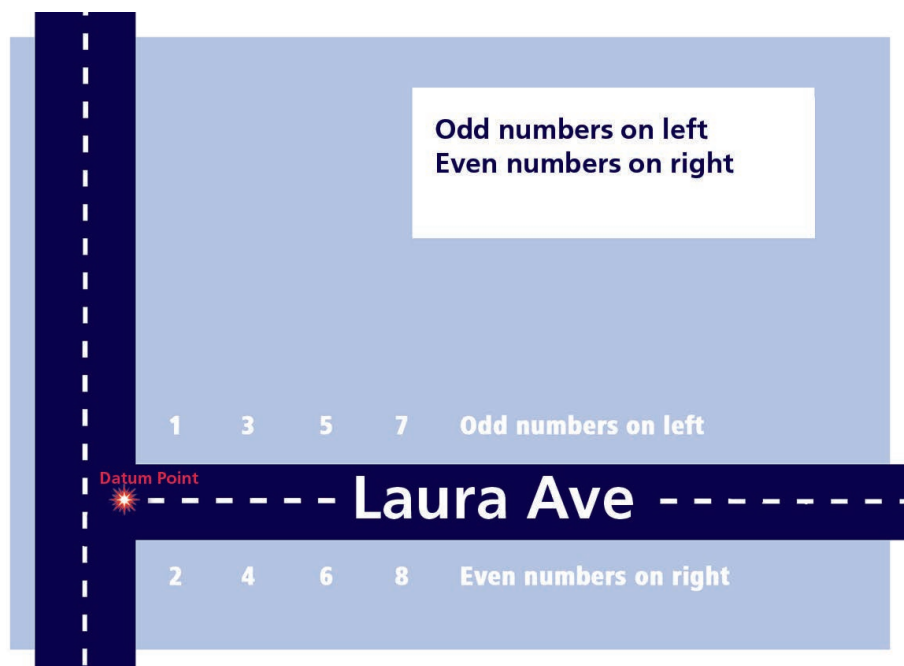 Odd numbers on left
Even numbers on right
1 3 5 7 Odd numbers on left
Datum Point
Laura Ave
2 4 6 8 Even numbers on right